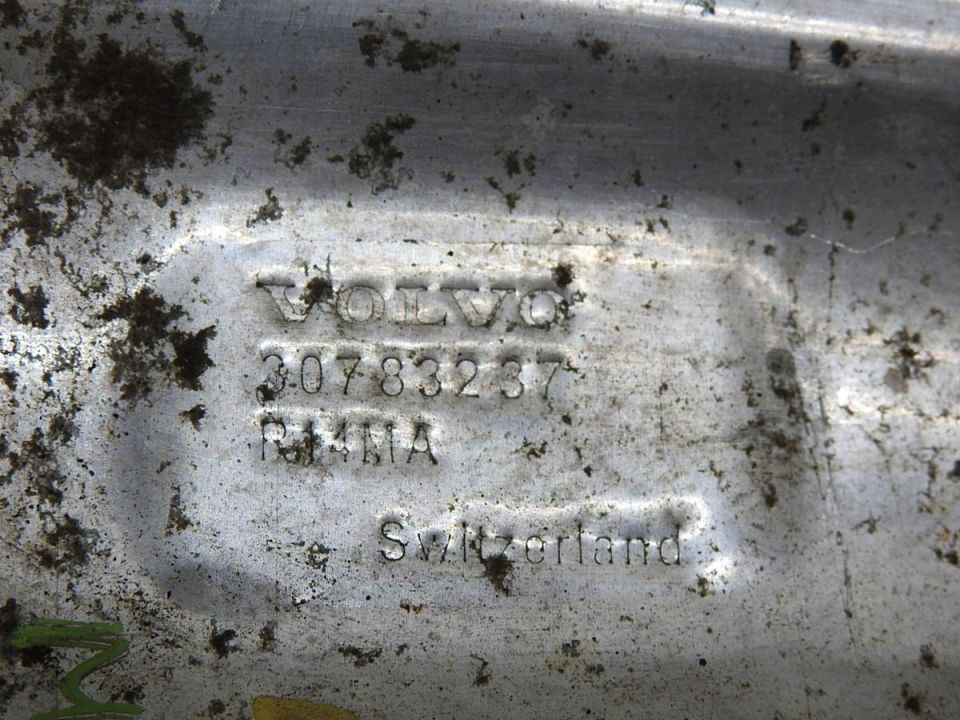 VOLVO
30783237
R14MA
Switzerland